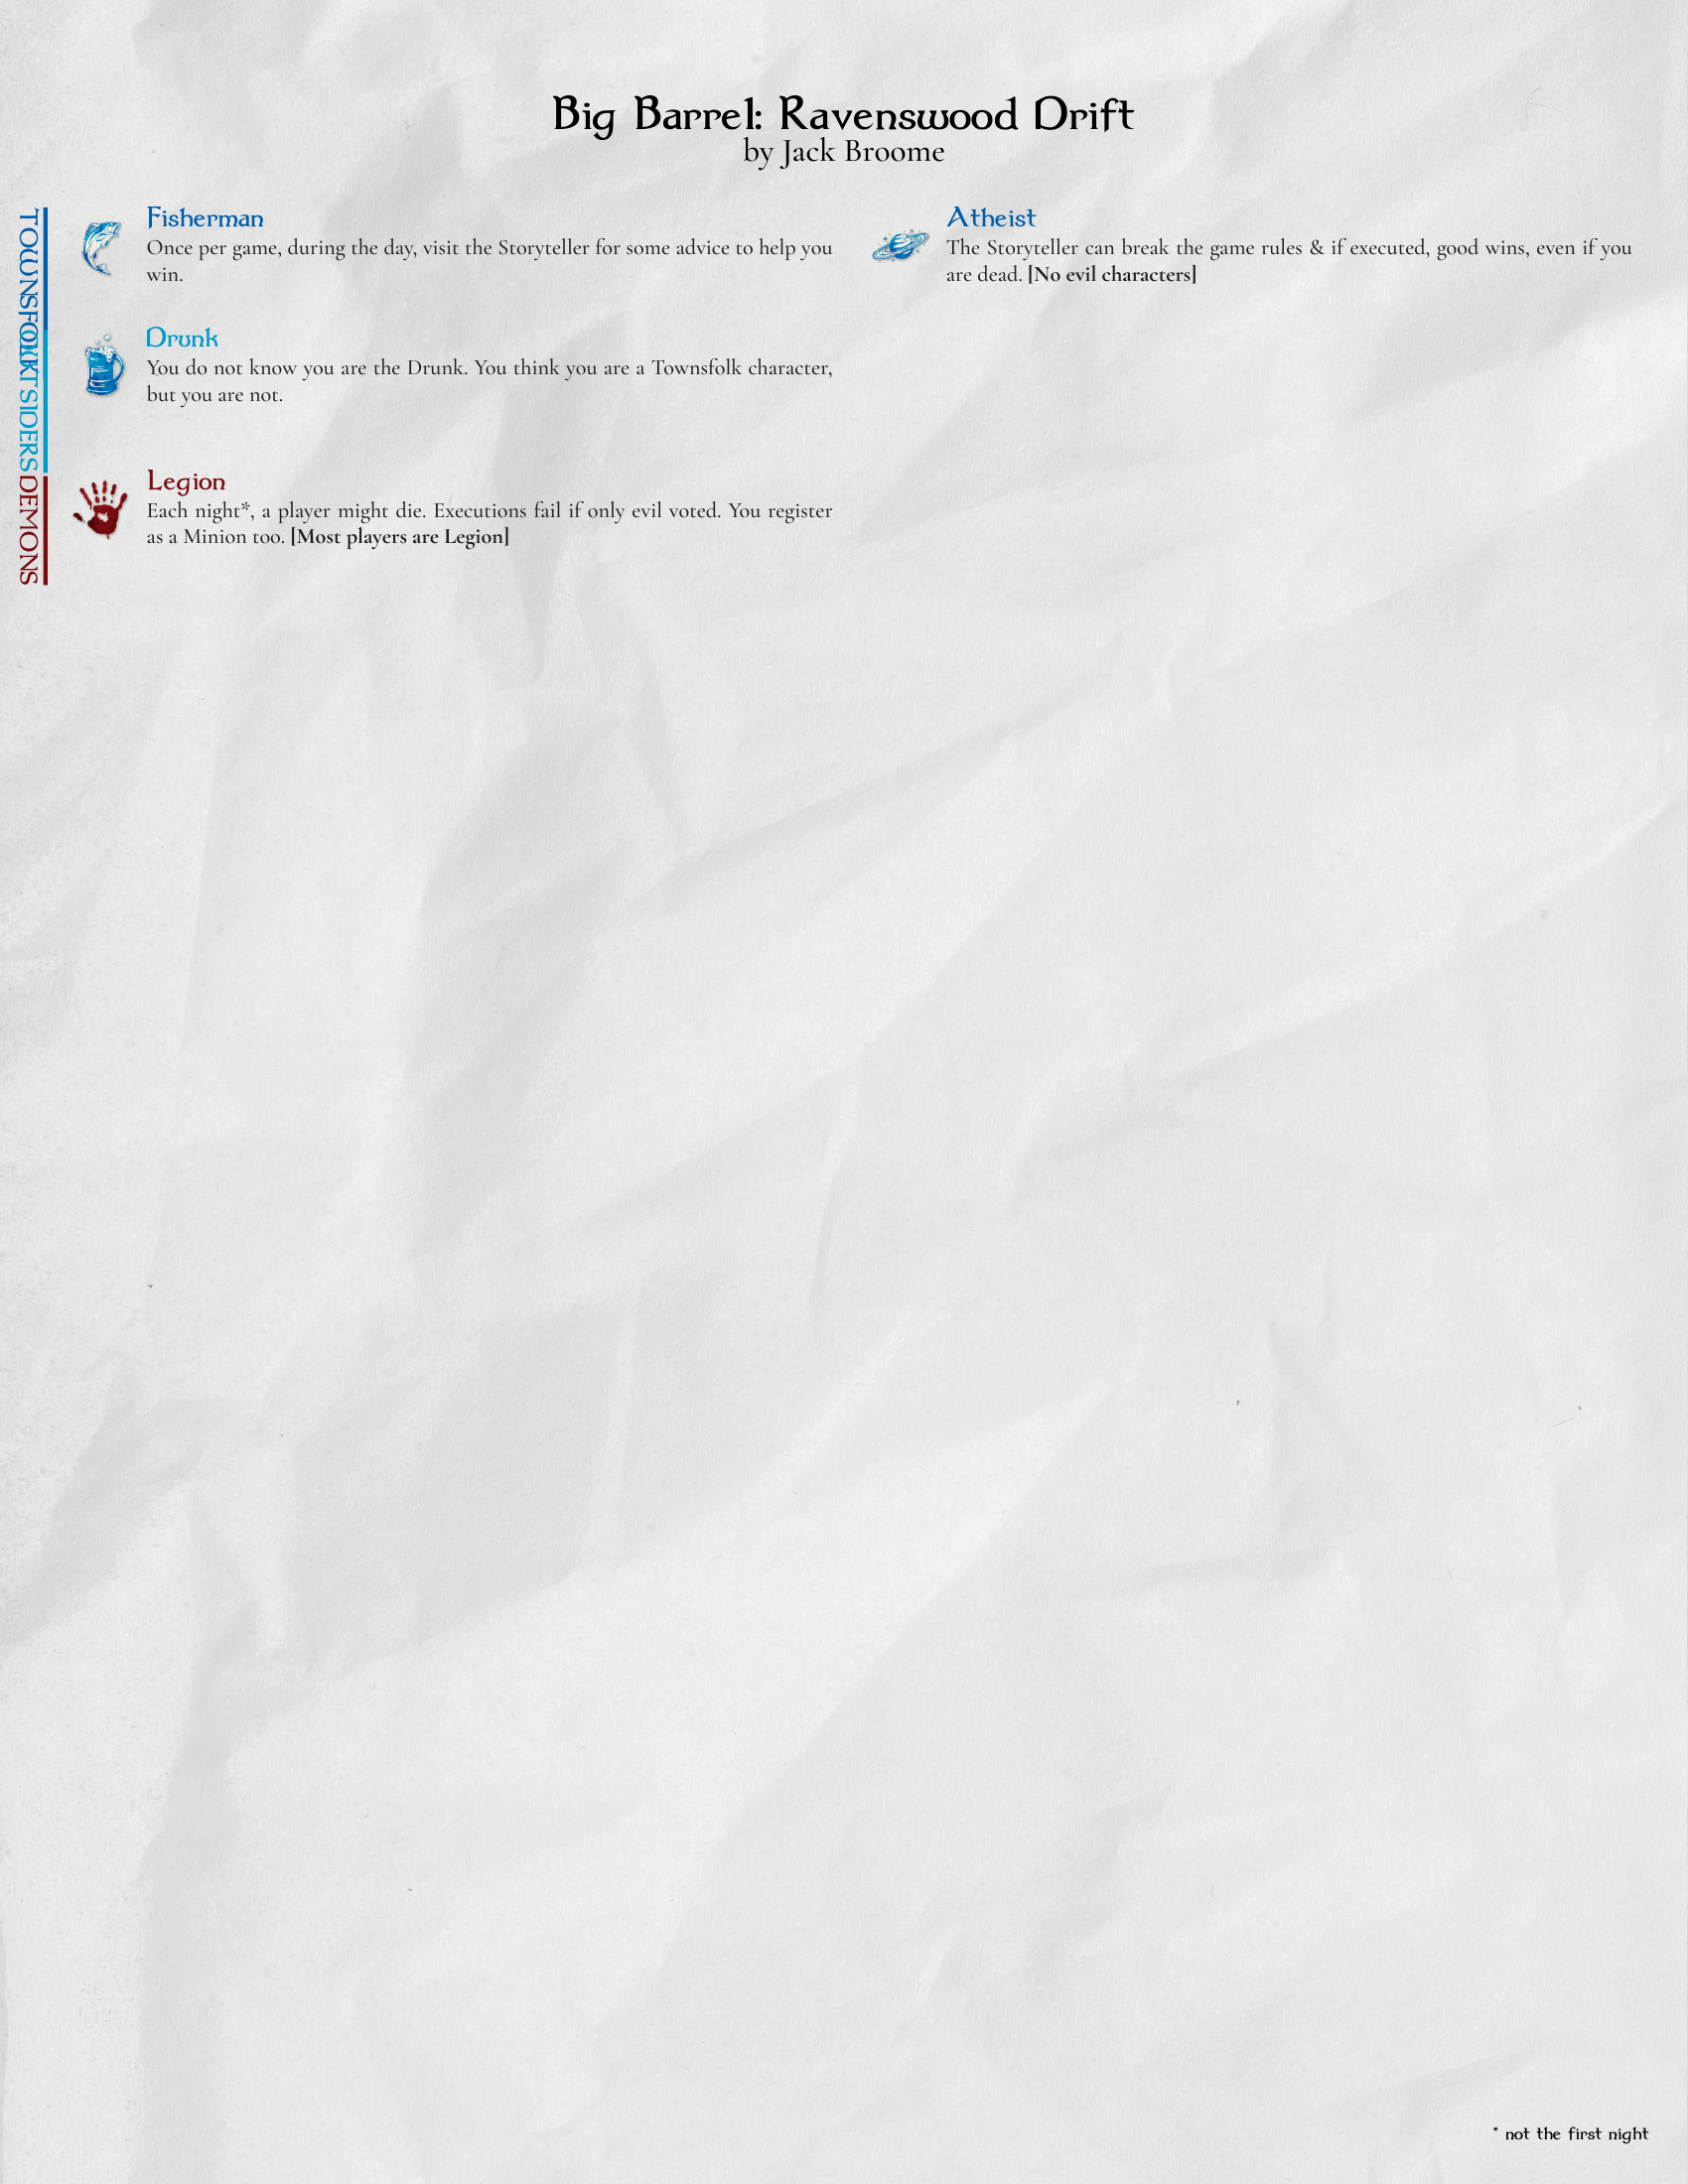 Big Barrel: Ravenswood Drift
by Jack Broome
TOWNSFOLK
Fisherman
Once per game, during the day, visit the Storyteller for some advice to help you
win.
Atheist
The Storyteller can break the game rules & if executed, good wins, even if you
are dead. [No evil characters]
OUTSIDERS
Drunk
You do not know you are the Drunk. You think you are a Townsfolk character,
but you are not.
DEMONS
Legion
Each night*, a player might die. Executions fail if only evil voted. You register
as a Minion too. [Most players are Legion]
* not the first night